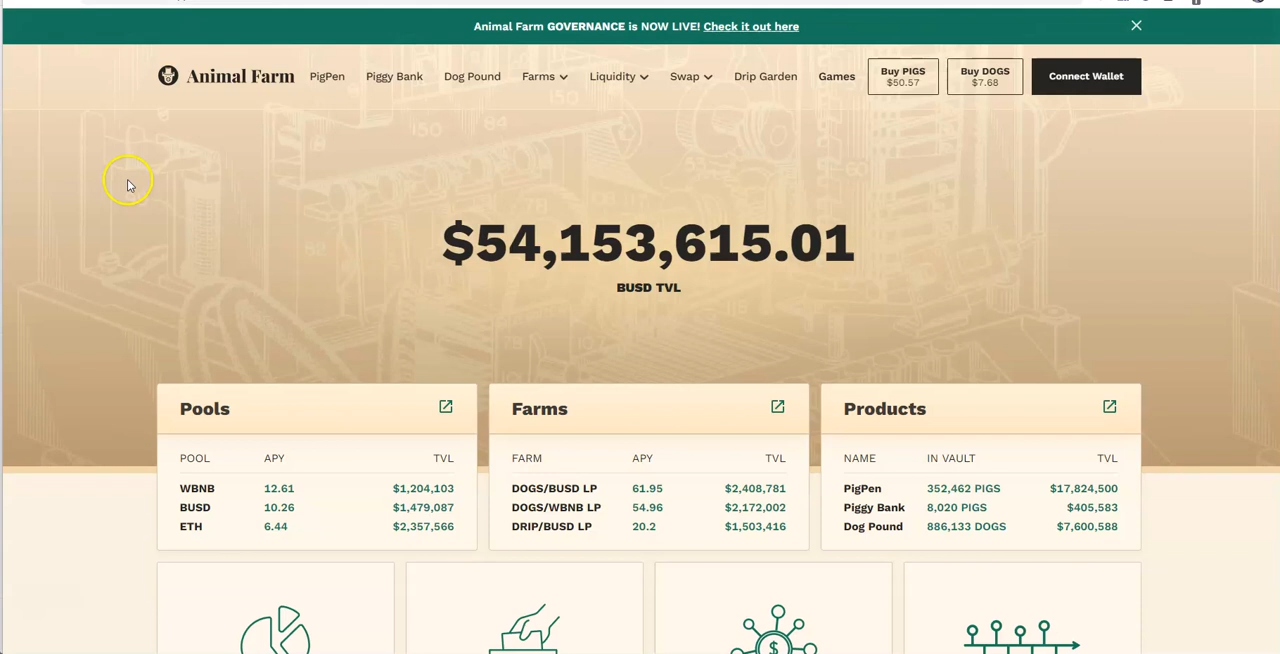 Animal Farm GOVERNANCE is NOW LIVE! Check it out here
Animal Farm PigPen Piggy Bank Dog Pound Farms Liquidity Swap Drip Garden Games Buy PIGS $50.57 Buy DOGS $7.68 Connect Wallet
$54,153,615.01
BUSD TVL
Pools
POOL APY TVL
WBNB 12.61 $1,204,103
BUSD 10.26 $1,479,087
ETH 6.44 $2,357,566
Farms
FARM APY TVL
DOGS/BUSD LP 61.95 $2,408,781
DOGS/WBNB LP 54.96 $2,172,002
DRIP/BUSD LP 20.2 $1,503,416
Products
NAME IN VAULT TVL
PigPen 352,462 PIGS $17,824,500
Piggy Bank 8,020 PIGS $405,583
Dog Pound 886,133 DOGS $7,600,588